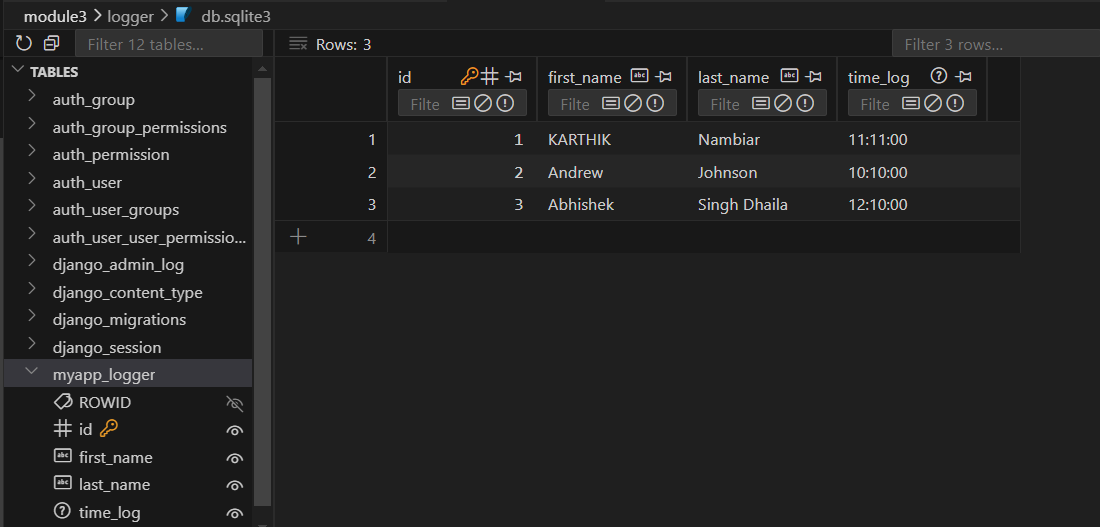 module3 > logger > db.sqlite3
Filter 12 tables...
Rows: 3
Filter 3 rows...
TABLES
auth_group
auth_group_permissions
auth_permission
auth_user
auth_user_groups
auth_user_user_permissio...
django_admin_log
django_content_type
django_migrations
django_session
myapp_logger
ROWID
id
first_name
last_name
time_log
id first_name last_name time_log
Filte Filte Filte Filte
1 1 KARTHIK Nambiar 11:11:00
2 2 Andrew Johnson 10:10:00
3 3 Abhishek Singh Dhaila 12:10:00
4